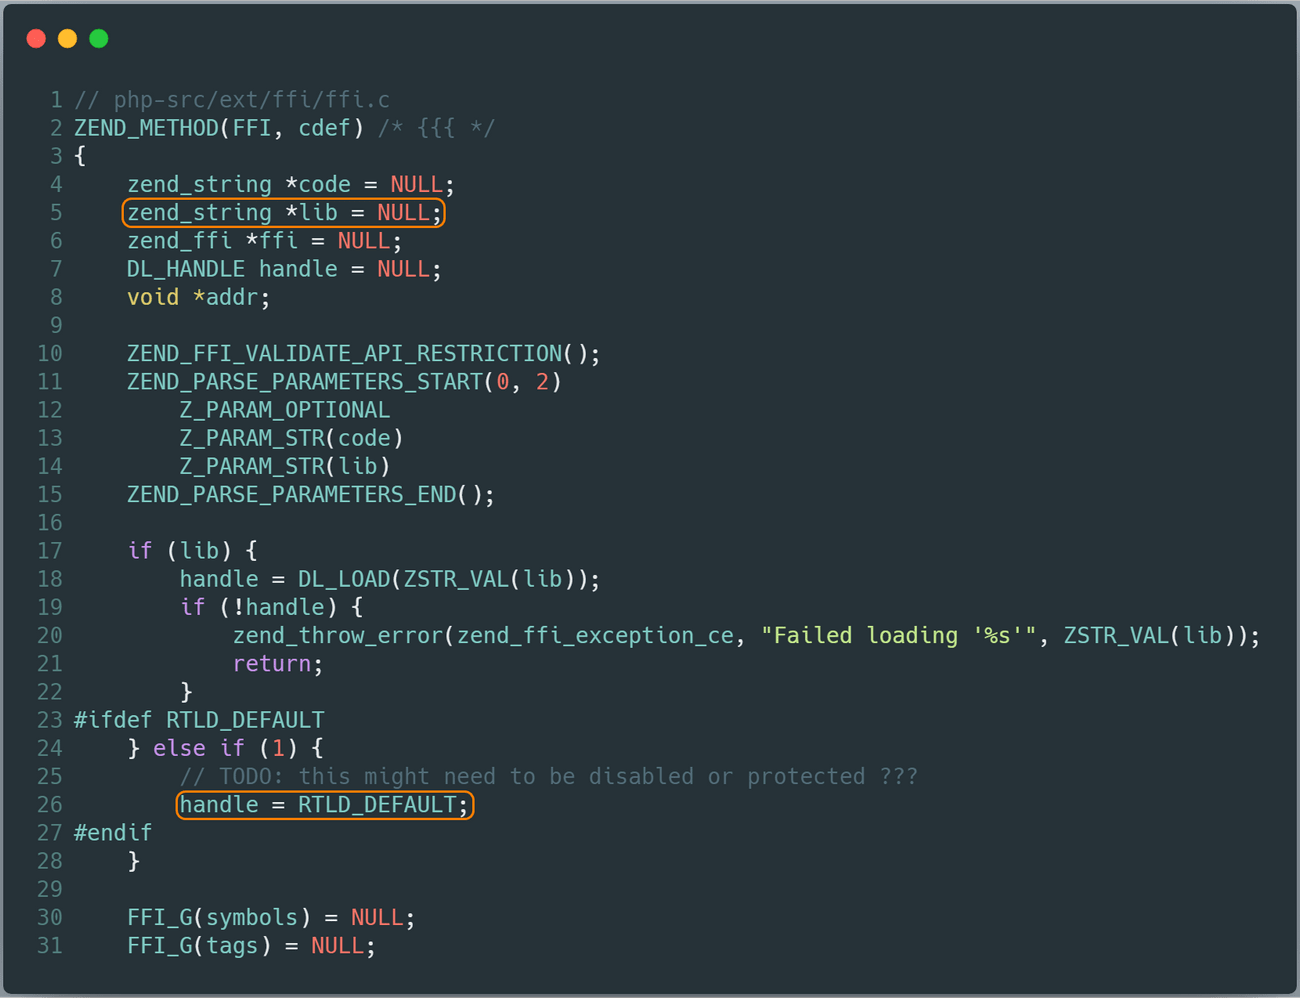 1 // php-src/ext/ffi/ffi.c
2 ZEND_METHOD(FFI, cdef) /* {{{ */
3 {
4     zend_string *code = NULL;
5     zend_string *lib = NULL;
6     zend_ffi *ffi = NULL;
7     DL_HANDLE handle = NULL;
8     void *addr;
9
10     ZEND_FFI_VALIDATE_API_RESTRICTION();
11     ZEND_PARSE_PARAMETERS_START(0, 2)
12         Z_PARAM_OPTIONAL
13         Z_PARAM_STR(code)
14         Z_PARAM_STR(lib)
15     ZEND_PARSE_PARAMETERS_END();
16
17     if (lib) {
18         handle = DL_LOAD(ZSTR_VAL(lib));
19         if (!handle) {
20             zend_throw_error(zend_ffi_exception_ce, "Failed loading '%s'", ZSTR_VAL(lib));
21             return;
22         }
23 #ifdef RTLD_DEFAULT
24     } else if (1) {
25         // TODO: this might need to be disabled or protected ???
26         handle = RTLD_DEFAULT;
27 #endif
28     }
29
30     FFI_G(symbols) = NULL;
31     FFI_G(tags) = NULL;